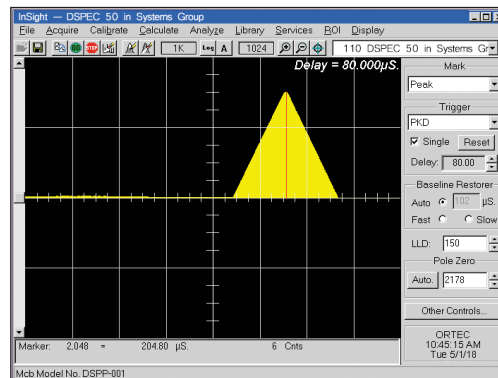 InSight - DSPEC 50 in Systems Group
File Acquire Calibrate Calculate Analyze Library Services ROI Display
GO STOP 1K Log A 1024 110 DSPEC 50 in Systems Gr
Delay = 80.000µS.
Mark
Peak
Trigger
PKD
Single Reset
Delay: 80.00
Baseline Restorer
Auto 102 µS.
Fast Slow
LLD: 150
Pole Zero
Auto. 2178
Other Controls...
ORTEC
10:45:15 AM
Tue 5/1/18
Marker: 2,048 = 204.80 µS. 6 Cnts
Mcb Model No. DSPP-001